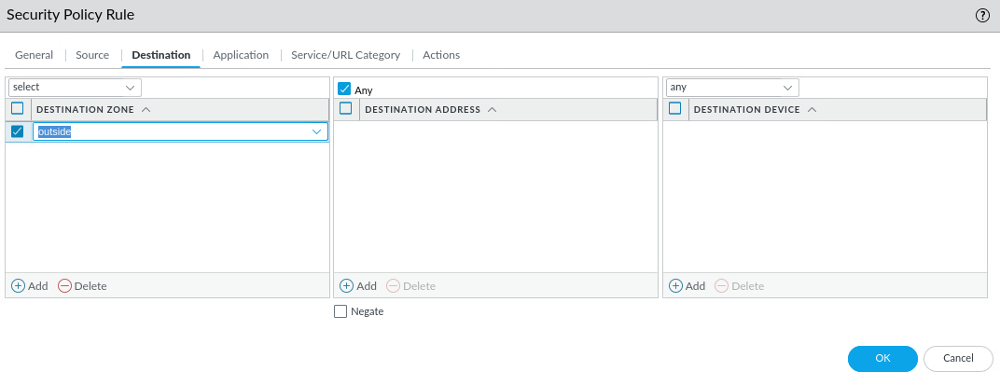 Security Policy Rule
General Source Destination Application Service/URL Category Actions
select Any any
DESTINATION ZONE DESTINATION ADDRESS DESTINATION DEVICE
outside
Add Delete Add Delete Add Delete
Negate
OK Cancel